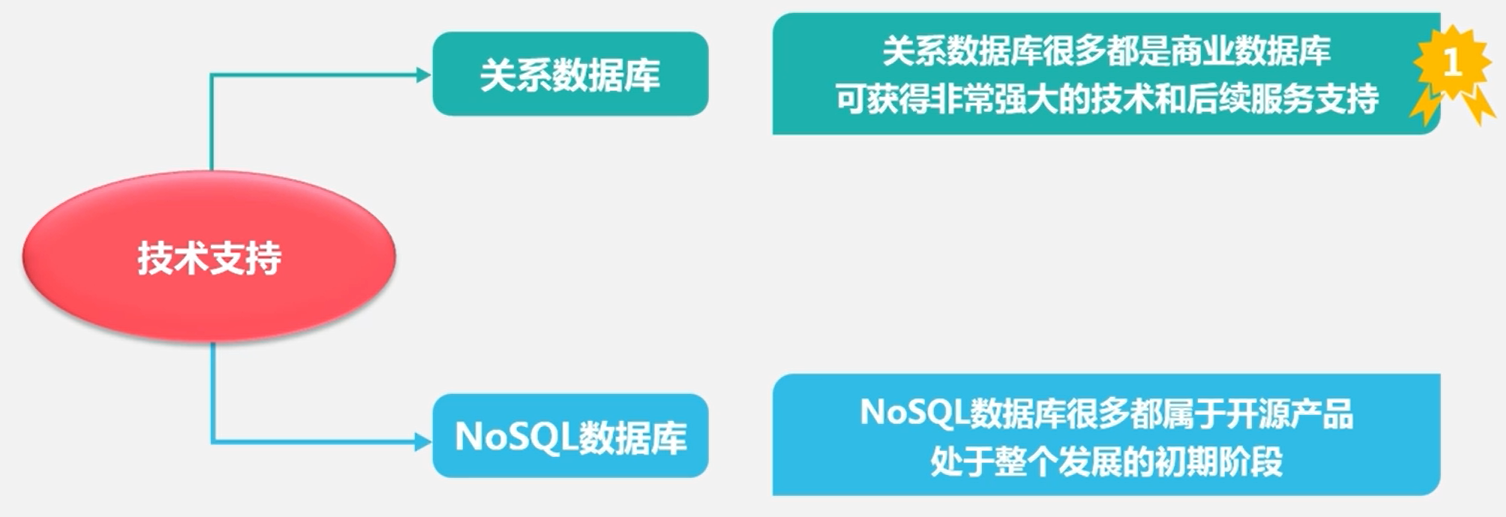 关系数据库
关系数据库很多都是商业数据库
可获得非常强大的技术和后续服务支持
1
技术支持
NoSQL数据库
NoSQL数据库很多都属于开源产品
处于整个发展的初期阶段